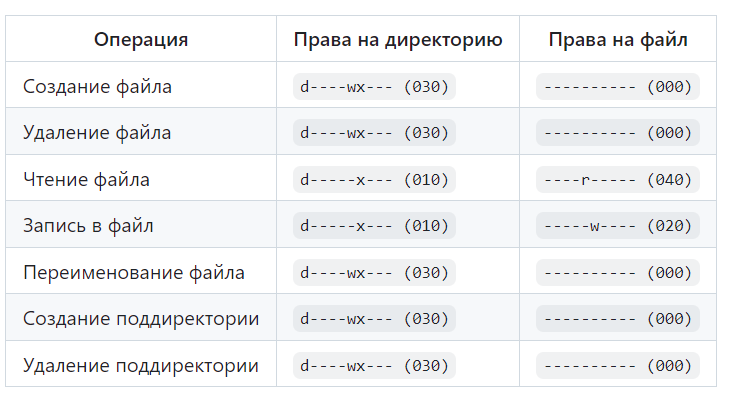 Операция Права на директорию Права на файл
Создание файла d----wx--- (030) ---------- (000)
Удаление файла d----wx--- (030) ---------- (000)
Чтение файла d-----x--- (010) ----r----- (040)
Запись в файл d-----x--- (010) -----w---- (020)
Переименование файла d----wx--- (030) ---------- (000)
Создание поддиректории d----wx--- (030) ---------- (000)
Удаление поддиректории d----wx--- (030) ---------- (000)